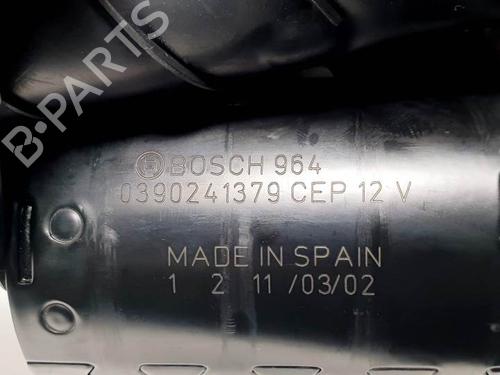 B-PARTS
BOSCH 964
0390241379 CEP 12 V
MADE IN SPAIN
1 2 11 /03/02